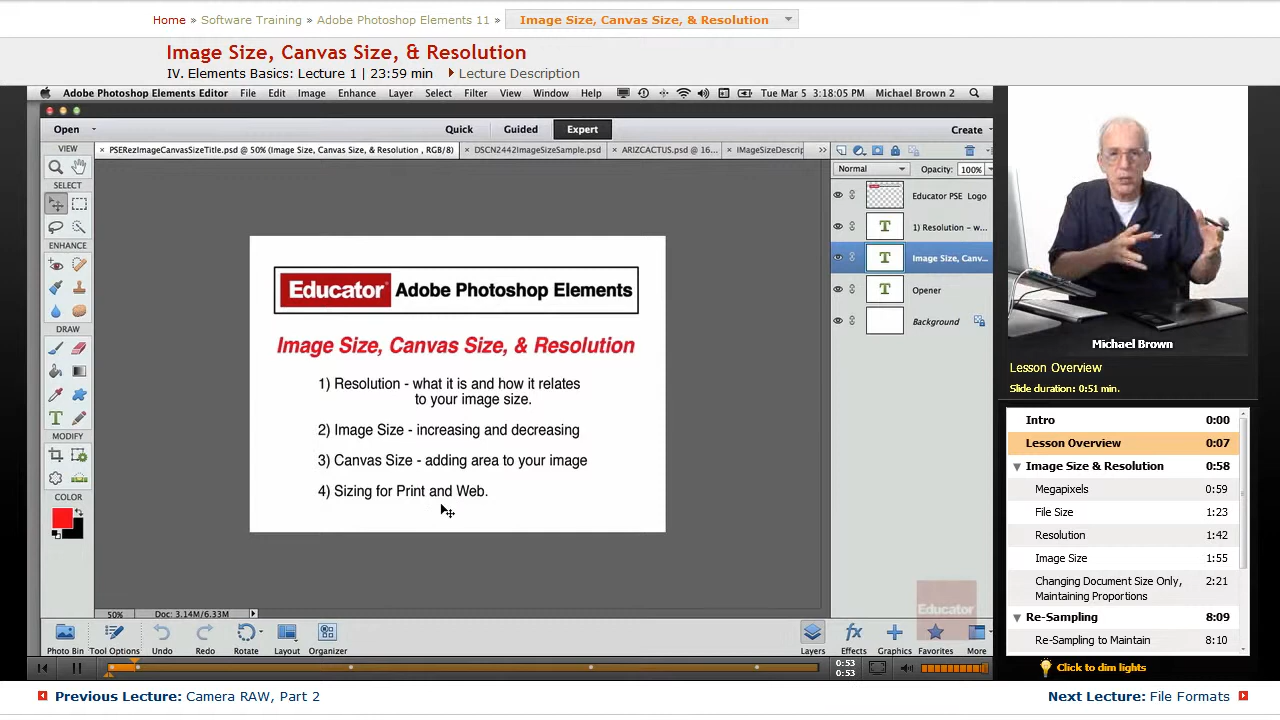 Home » Software Training » Adobe Photoshop Elements 11 » Image Size, Canvas Size, & Resolution
Image Size, Canvas Size, & Resolution
IV. Elements Basics: Lecture 1 | 23:59 min Lecture Description
Adobe Photoshop Elements Editor File Edit Image Enhance Layer Select Filter View Window Help Tue Mar 5 3:18:05 PM Michael Brown 2
Open Quick Guided Expert Create
× PSERezImageCanvasSizeTitle.psd @ 50% (Image Size, Canvas Size, & Resolution , RGB/8) × DSCN2442ImageSizeSample.psd × ARIZCACTUS.psd @ 16... × IMageSizeDescrip >>
VIEW
SELECT
ENHANCE
DRAW
MODIFY
COLOR
Educator Adobe Photoshop Elements
Image Size, Canvas Size, & Resolution
1) Resolution - what it is and how it relates
to your image size.
2) Image Size - increasing and decreasing
3) Canvas Size - adding area to your image
4) Sizing for Print and Web.
50% Doc: 3.14M/6.33M
Normal Opacity: 100%
Educator PSE Logo
T 1) Resolution - w...
T Image Size, Canv...
T Opener
Background
Educator
Photo Bin Tool Options Undo Redo Rotate Layout Organizer Layers Effects Graphics Favorites More
0:53
0:53
Michael Brown
Lesson Overview
Slide duration: 0:51 min.
Intro 0:00
Lesson Overview 0:07
Image Size & Resolution 0:58
Megapixels 0:59
File Size 1:23
Resolution 1:42
Image Size 1:55
Changing Document Size Only, 2:21
Maintaining Proportions
Re-Sampling 8:09
Re-Sampling to Maintain 8:10
Click to dim lights
Previous Lecture: Camera RAW, Part 2
Next Lecture: File Formats